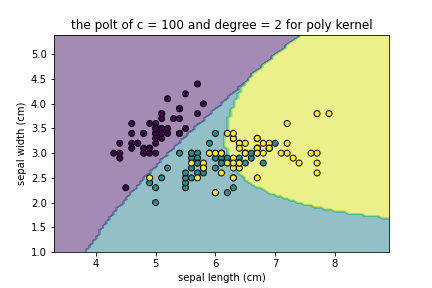 the polt of c = 100 and degree = 2 for poly kernel
5.0
4.5
4.0
3.5
3.0
2.5
2.0
1.5
1.0
sepal width (cm)
4 5 6 7 8
sepal length (cm)